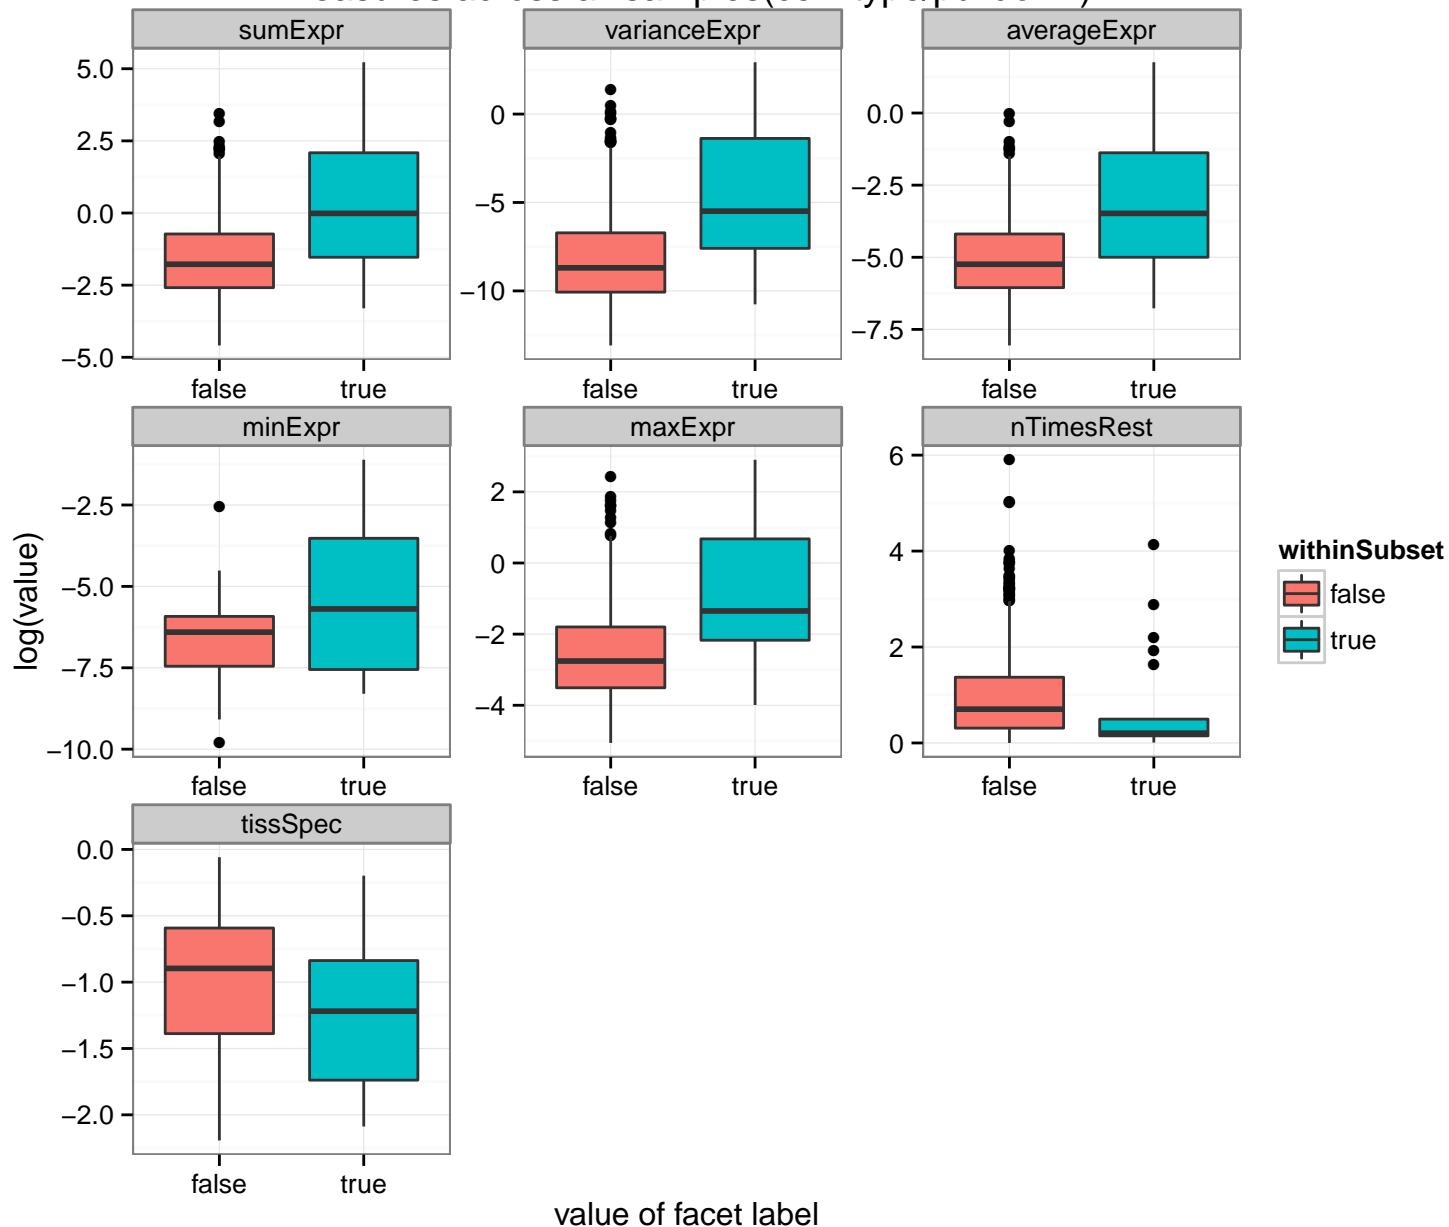 sumExpr
varianceExpr
averageExpr
5.0
2.5
0.0
−2.5
−5.0
0
−5
−10
0.0
−2.5
−5.0
−7.5
false
true
false
true
false
true
minExpr
maxExpr
nTimesRest
−2.5
−5.0
−7.5
−10.0
2
0
−2
−4
6
4
2
0
false
true
false
true
false
true
tissSpec
0.0
−0.5
−1.0
−1.5
−2.0
false
true
log(value)
value of facet label
withinSubset
false
true